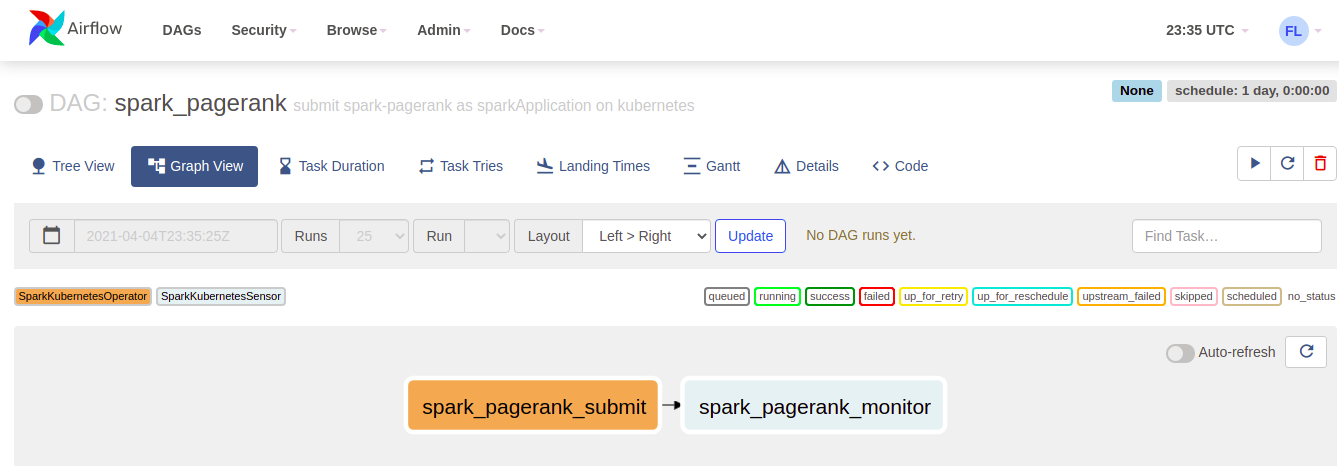 Airflow DAGs Security Browse Admin Docs 23:35 UTC FL
DAG: spark_pagerank submit spark-pagerank as sparkApplication on kubernetes None schedule: 1 day, 0:00:00
Tree View Graph View Task Duration Task Tries Landing Times Gantt Details Code
2021-04-04T23:35:25Z Runs 25 Run Layout Left > Right Update No DAG runs yet. Find Task…
SparkKubernetesOperator SparkKubernetesSensor queued running success failed up_for_retry up_for_reschedule upstream_failed skipped scheduled no_status
Auto-refresh
spark_pagerank_submit spark_pagerank_monitor